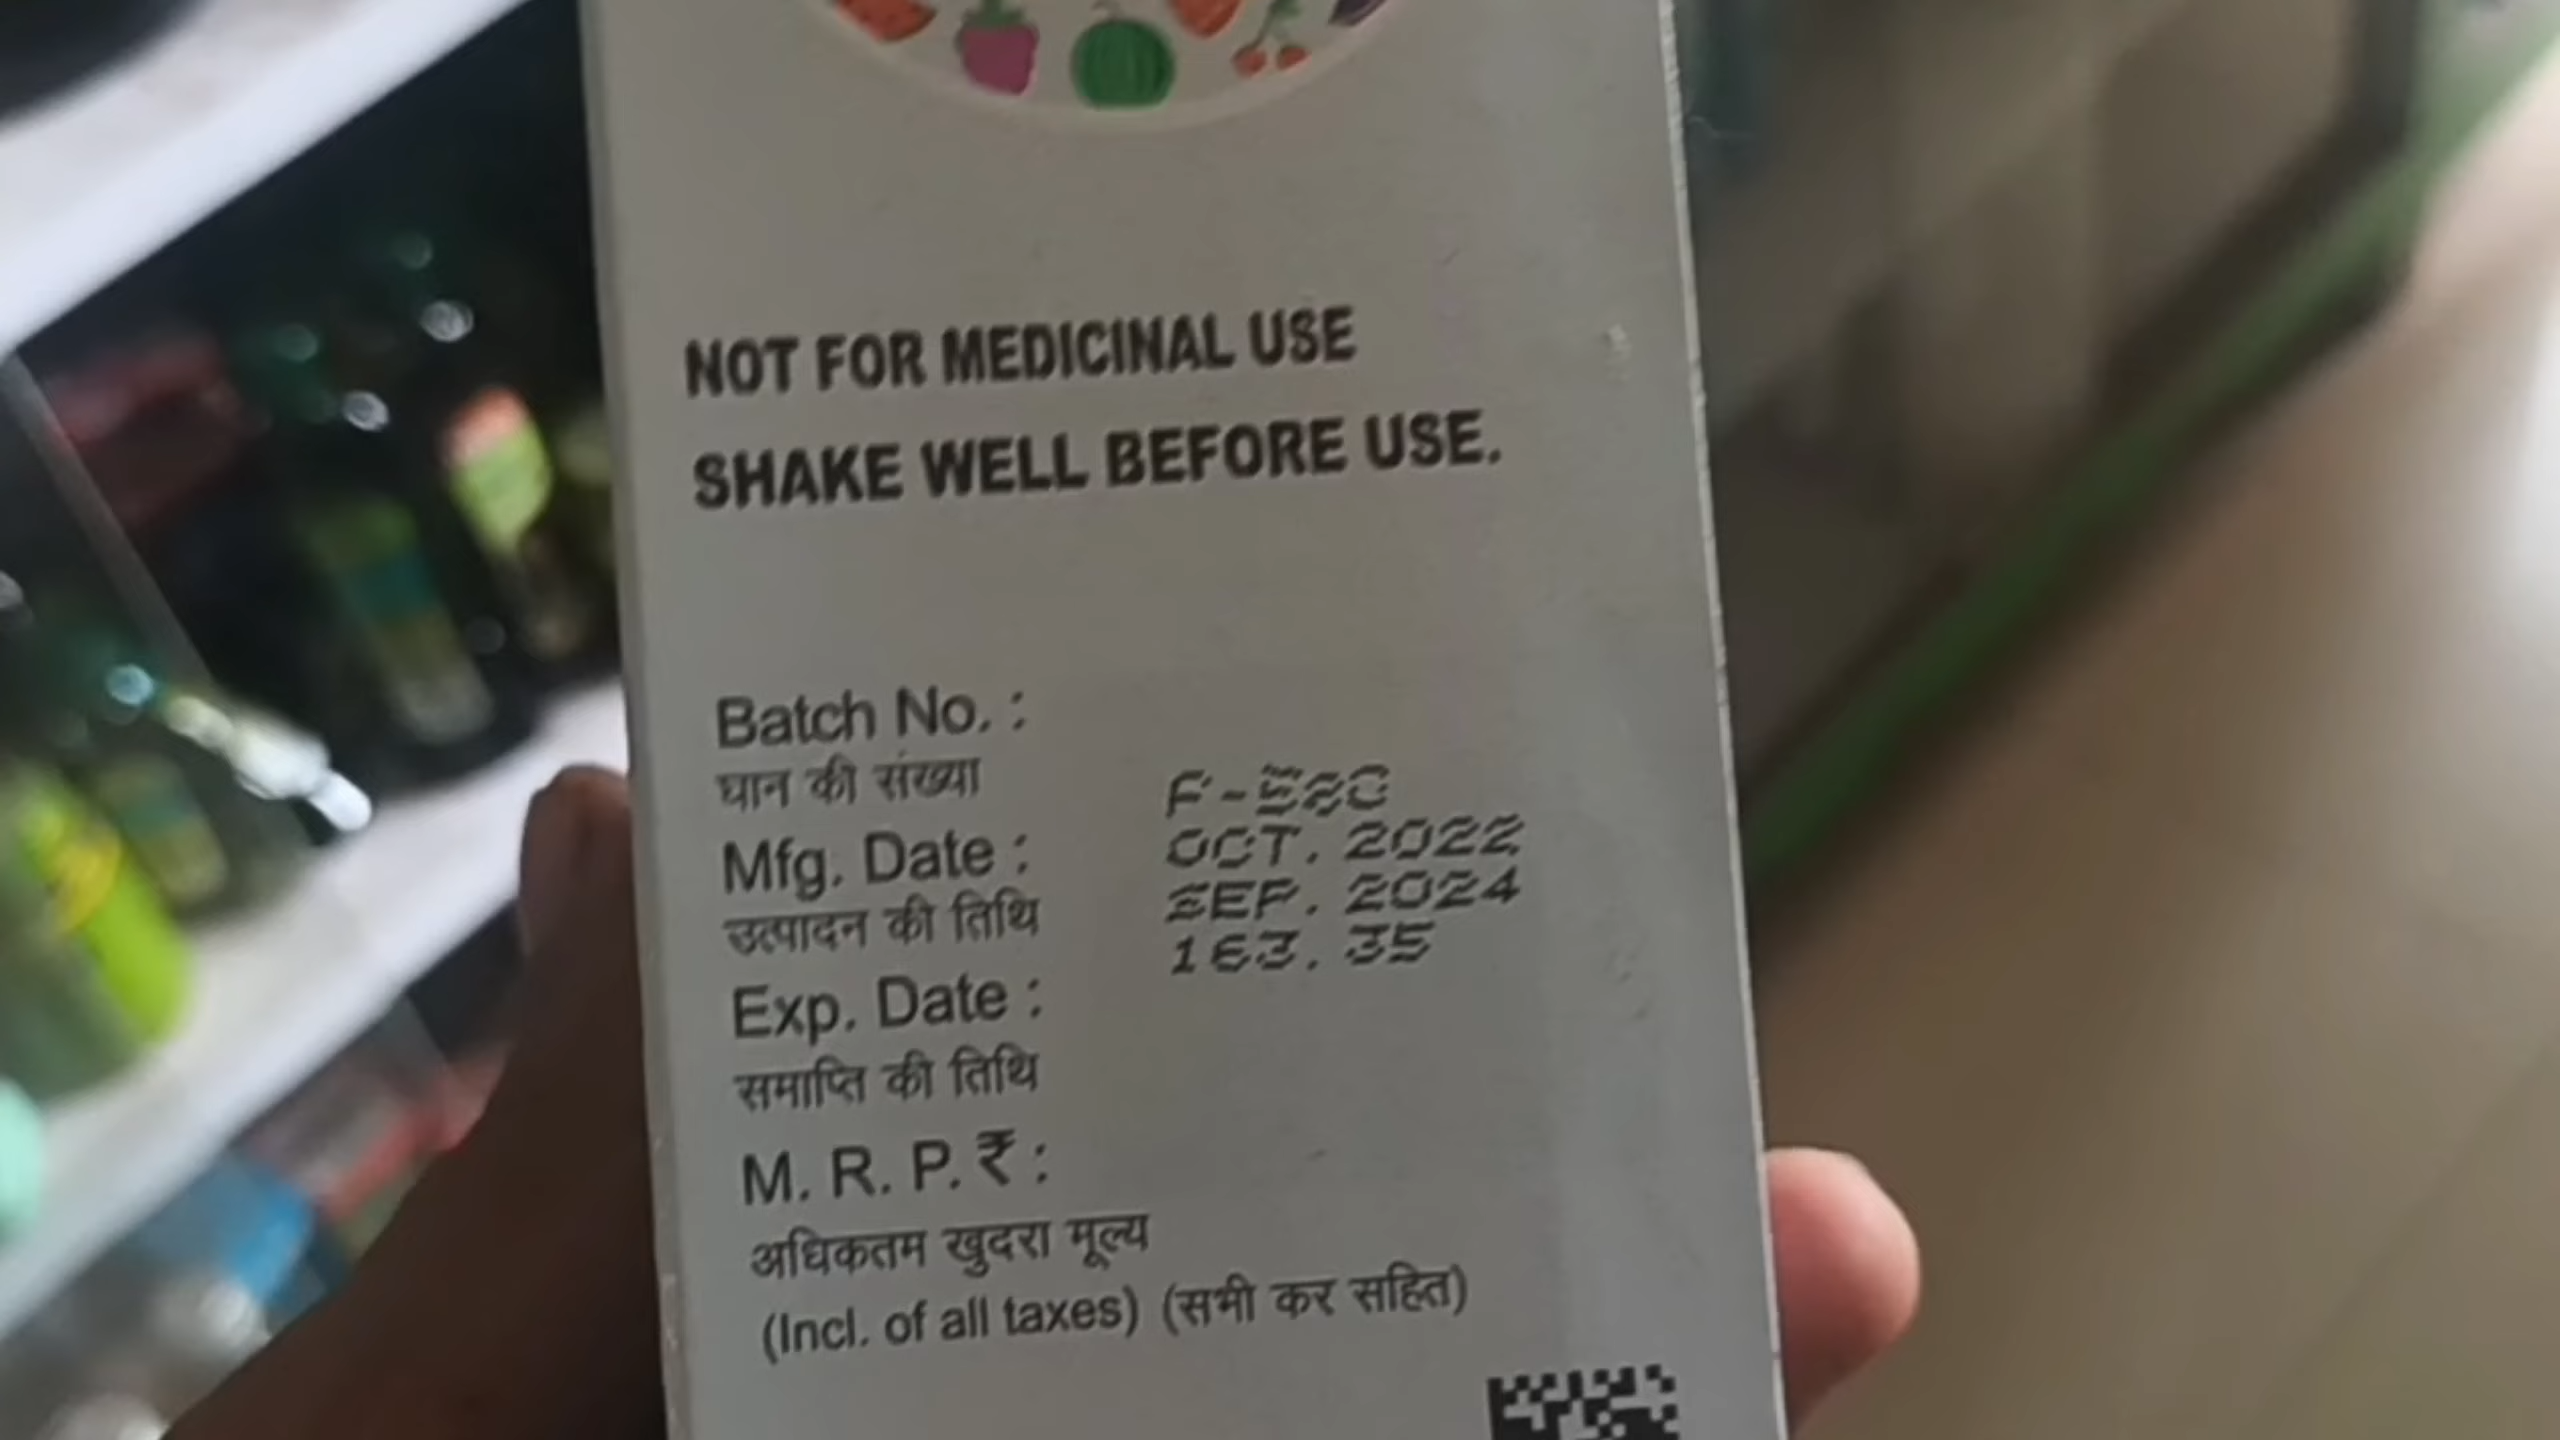 NOT FOR MEDICINAL USE
SHAKE WELL BEFORE USE.
Batch No. :
घान की संख्या
Mfg. Date :
उत्पादन की तिथि
Exp. Date :
समाप्ति की तिथि
M. R. P. ₹ :
अधिकतम खुदरा मूल्य
(Incl. of all taxes) (सभी कर सहित)
OCT. 2022
SEP. 2024
163.35